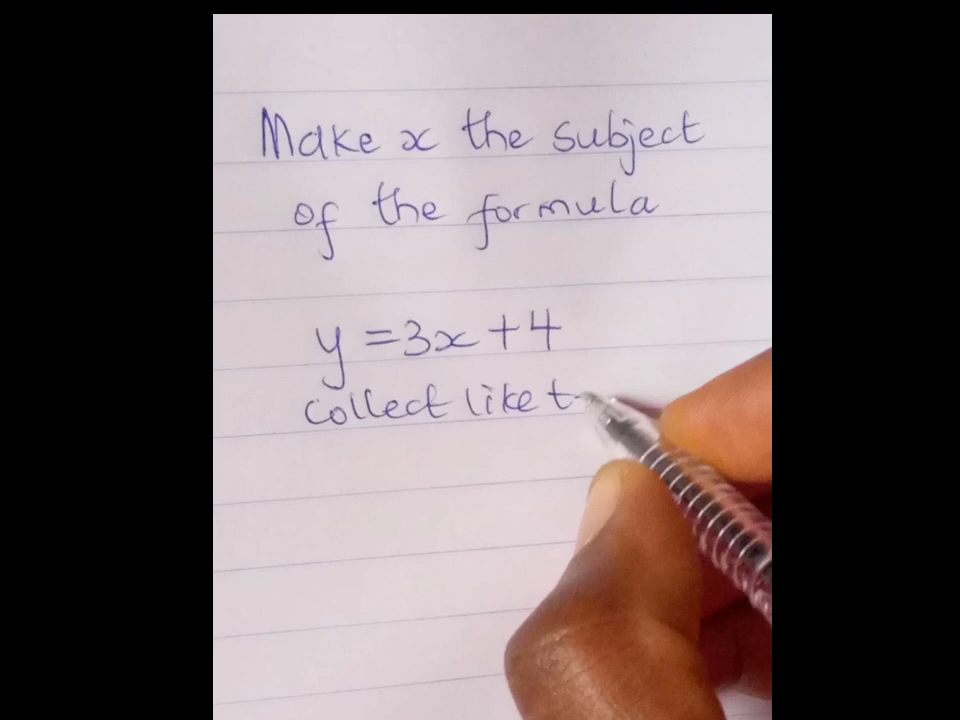 Make x the subject
of the formula
y = 3x + 4
collect like t